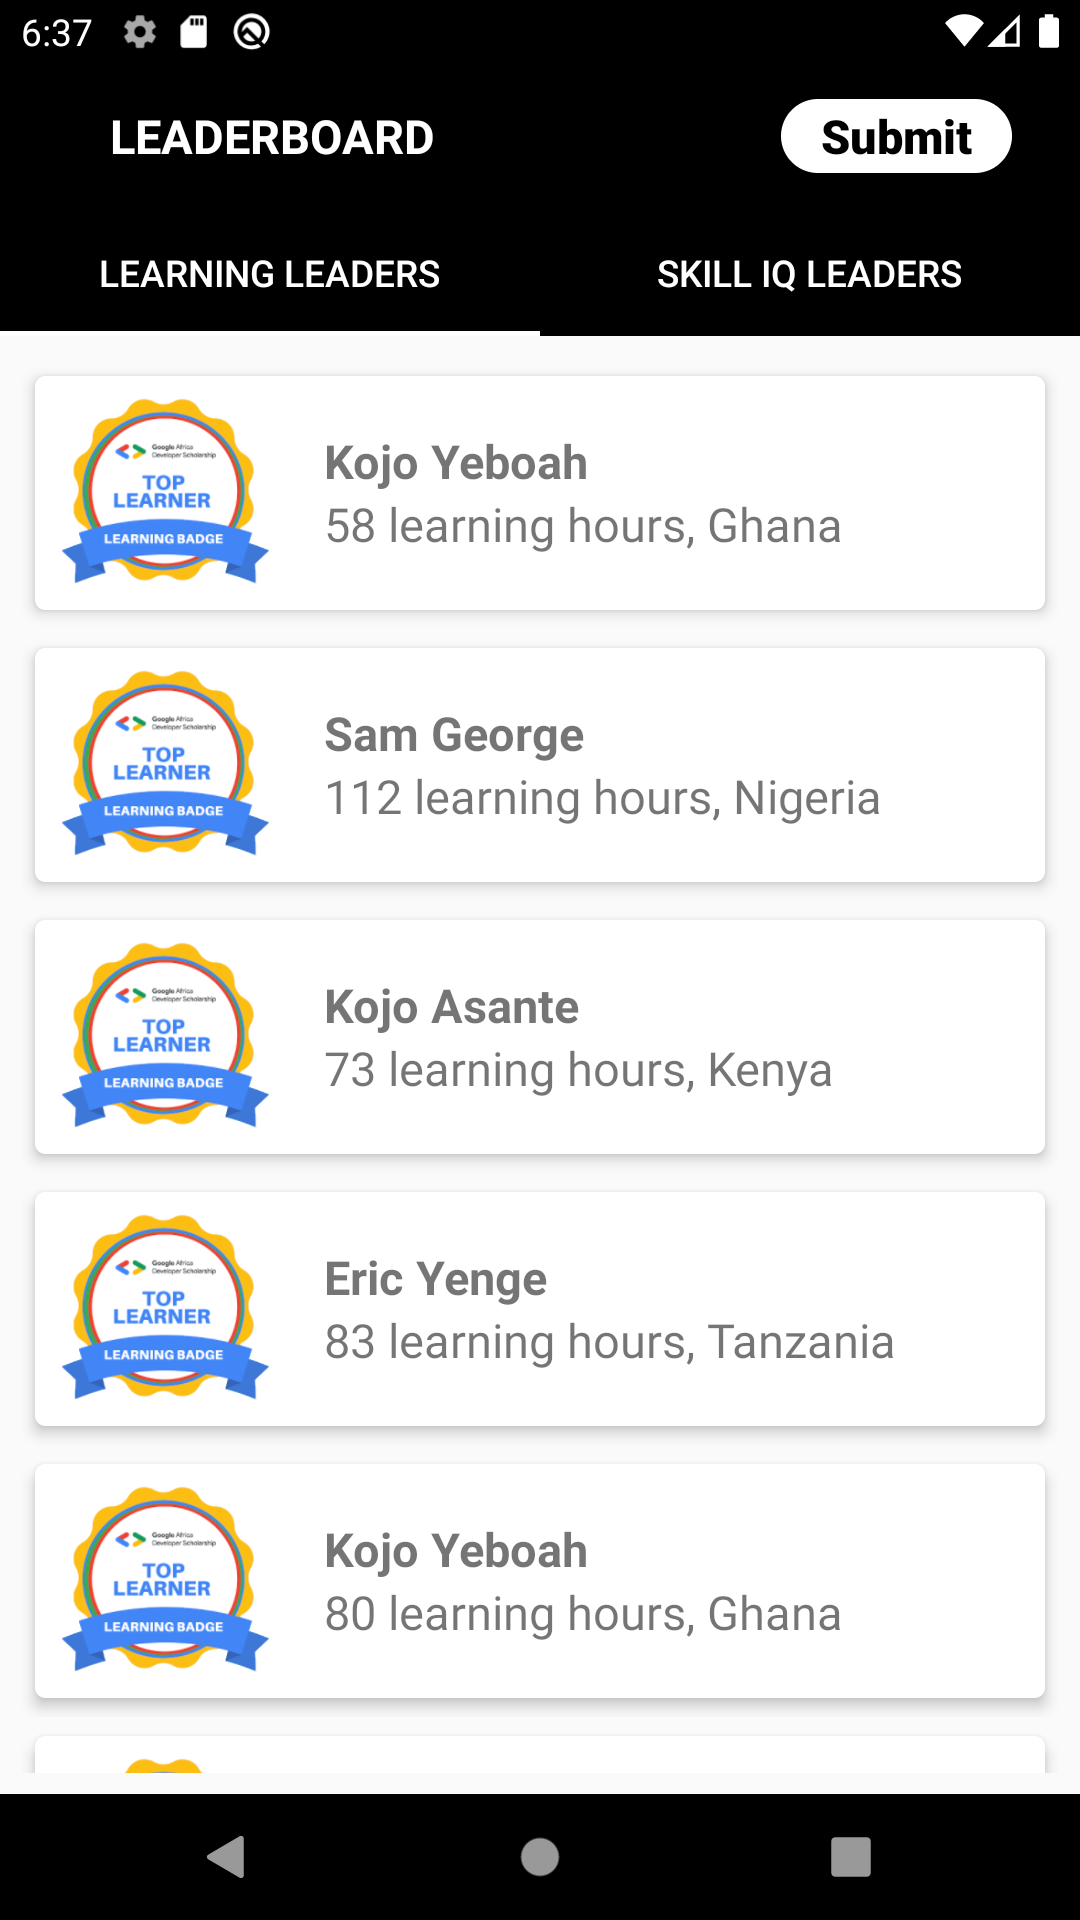 6:37
LEADERBOARD
Submit
LEARNING LEADERS
SKILL IQ LEADERS
Google Africa
Developer Scholarship
TOP
LEARNER
LEARNING BADGE
Kojo Yeboah
58 learning hours, Ghana
Google Africa
Developer Scholarship
TOP
LEARNER
LEARNING BADGE
Sam George
112 learning hours, Nigeria
Google Africa
Developer Scholarship
TOP
LEARNER
LEARNING BADGE
Kojo Asante
73 learning hours, Kenya
Google Africa
Developer Scholarship
TOP
LEARNER
LEARNING BADGE
Eric Yenge
83 learning hours, Tanzania
Google Africa
Developer Scholarship
TOP
LEARNER
LEARNING BADGE
Kojo Yeboah
80 learning hours, Ghana